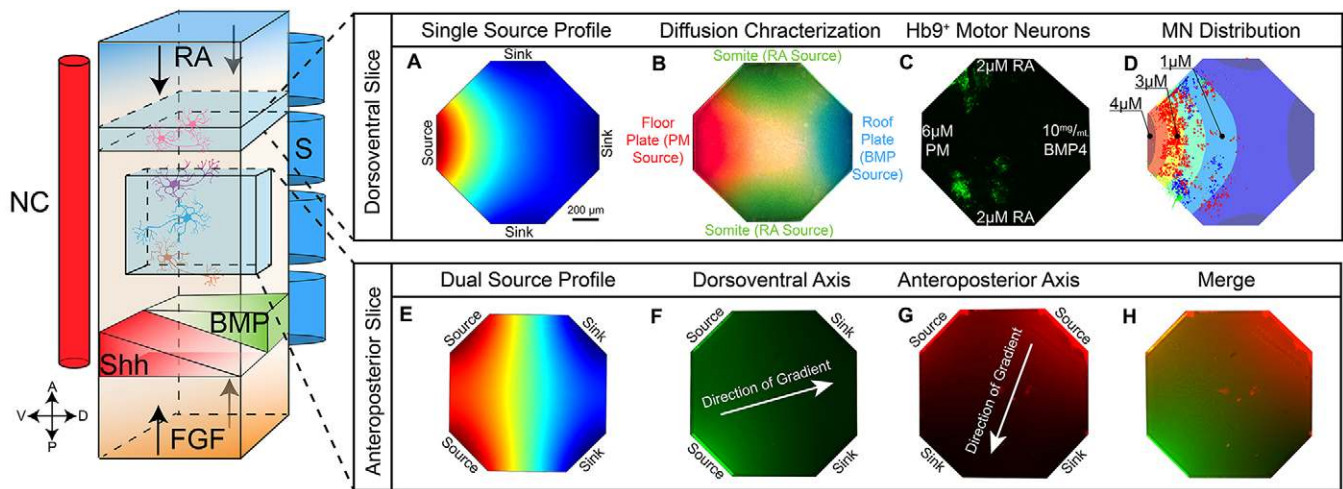 RA
NC
S
BMP
Shh
FGF
A
V
D
P
Dorsoventral Slice
Single Source Profile
Diffusion Chracterization
Hb9⁺ Motor Neurons
MN Distribution
A
Sink
Source
Sink
Sink
200 µm
B
Somite (RA Source)
Floor
Plate (PM
Source)
Roof
Plate
(BMP
Source)
Somite (RA Source)
C
2µM RA
6µM
PM
10mg/mL
BMP4
2µM RA
D
1µM
3µM
4µM
Anteroposterior Slice
Dual Source Profile
Dorsoventral Axis
Anteroposterior Axis
Merge
E
Source
Sink
Source
Sink
F
Source
Sink
Direction of Gradient
Source
Sink
G
Source
Source
Direction of Gradient
Sink
Sink
H